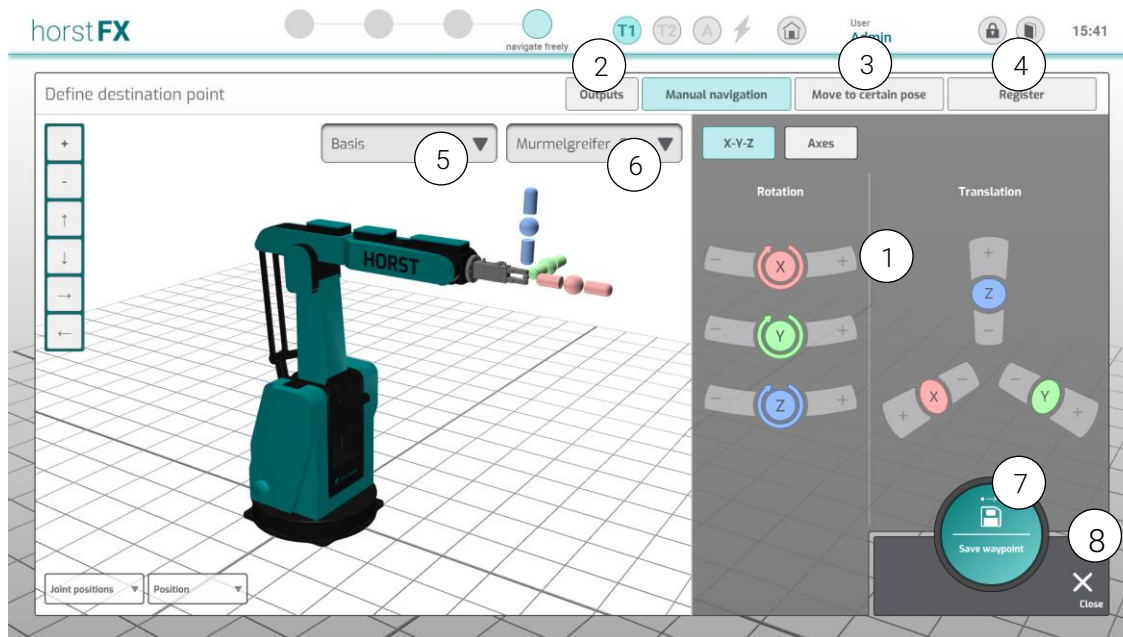 horstFX
navigate freely
T1
T2
A
User
Admin
15:41
2
3
4
Define destination point
Outputs
Manual navigation
Move to certain pose
Register
+
-
↑
↓
→
←
Basis
5
Murmelgreifer
6
X-Y-Z
Axes
Rotation
Translation
1
- X +
- Y +
- Z +
+
Z
-
X -
+
- Y
+
HORST
7
Save waypoint
8
Close
Joint positions
Position